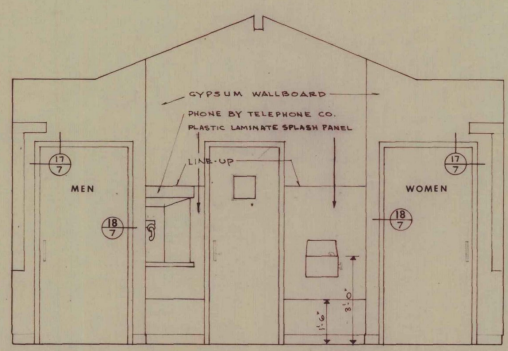 GYPSUM WALLBOARD
PHONE BY TELEPHONE CO.
PLASTIC LAMINATE SPLASH PANEL
LINE-UP
17
7
17
7
MEN
WOMEN
18
7
18
7
1'-6"
3'-0"